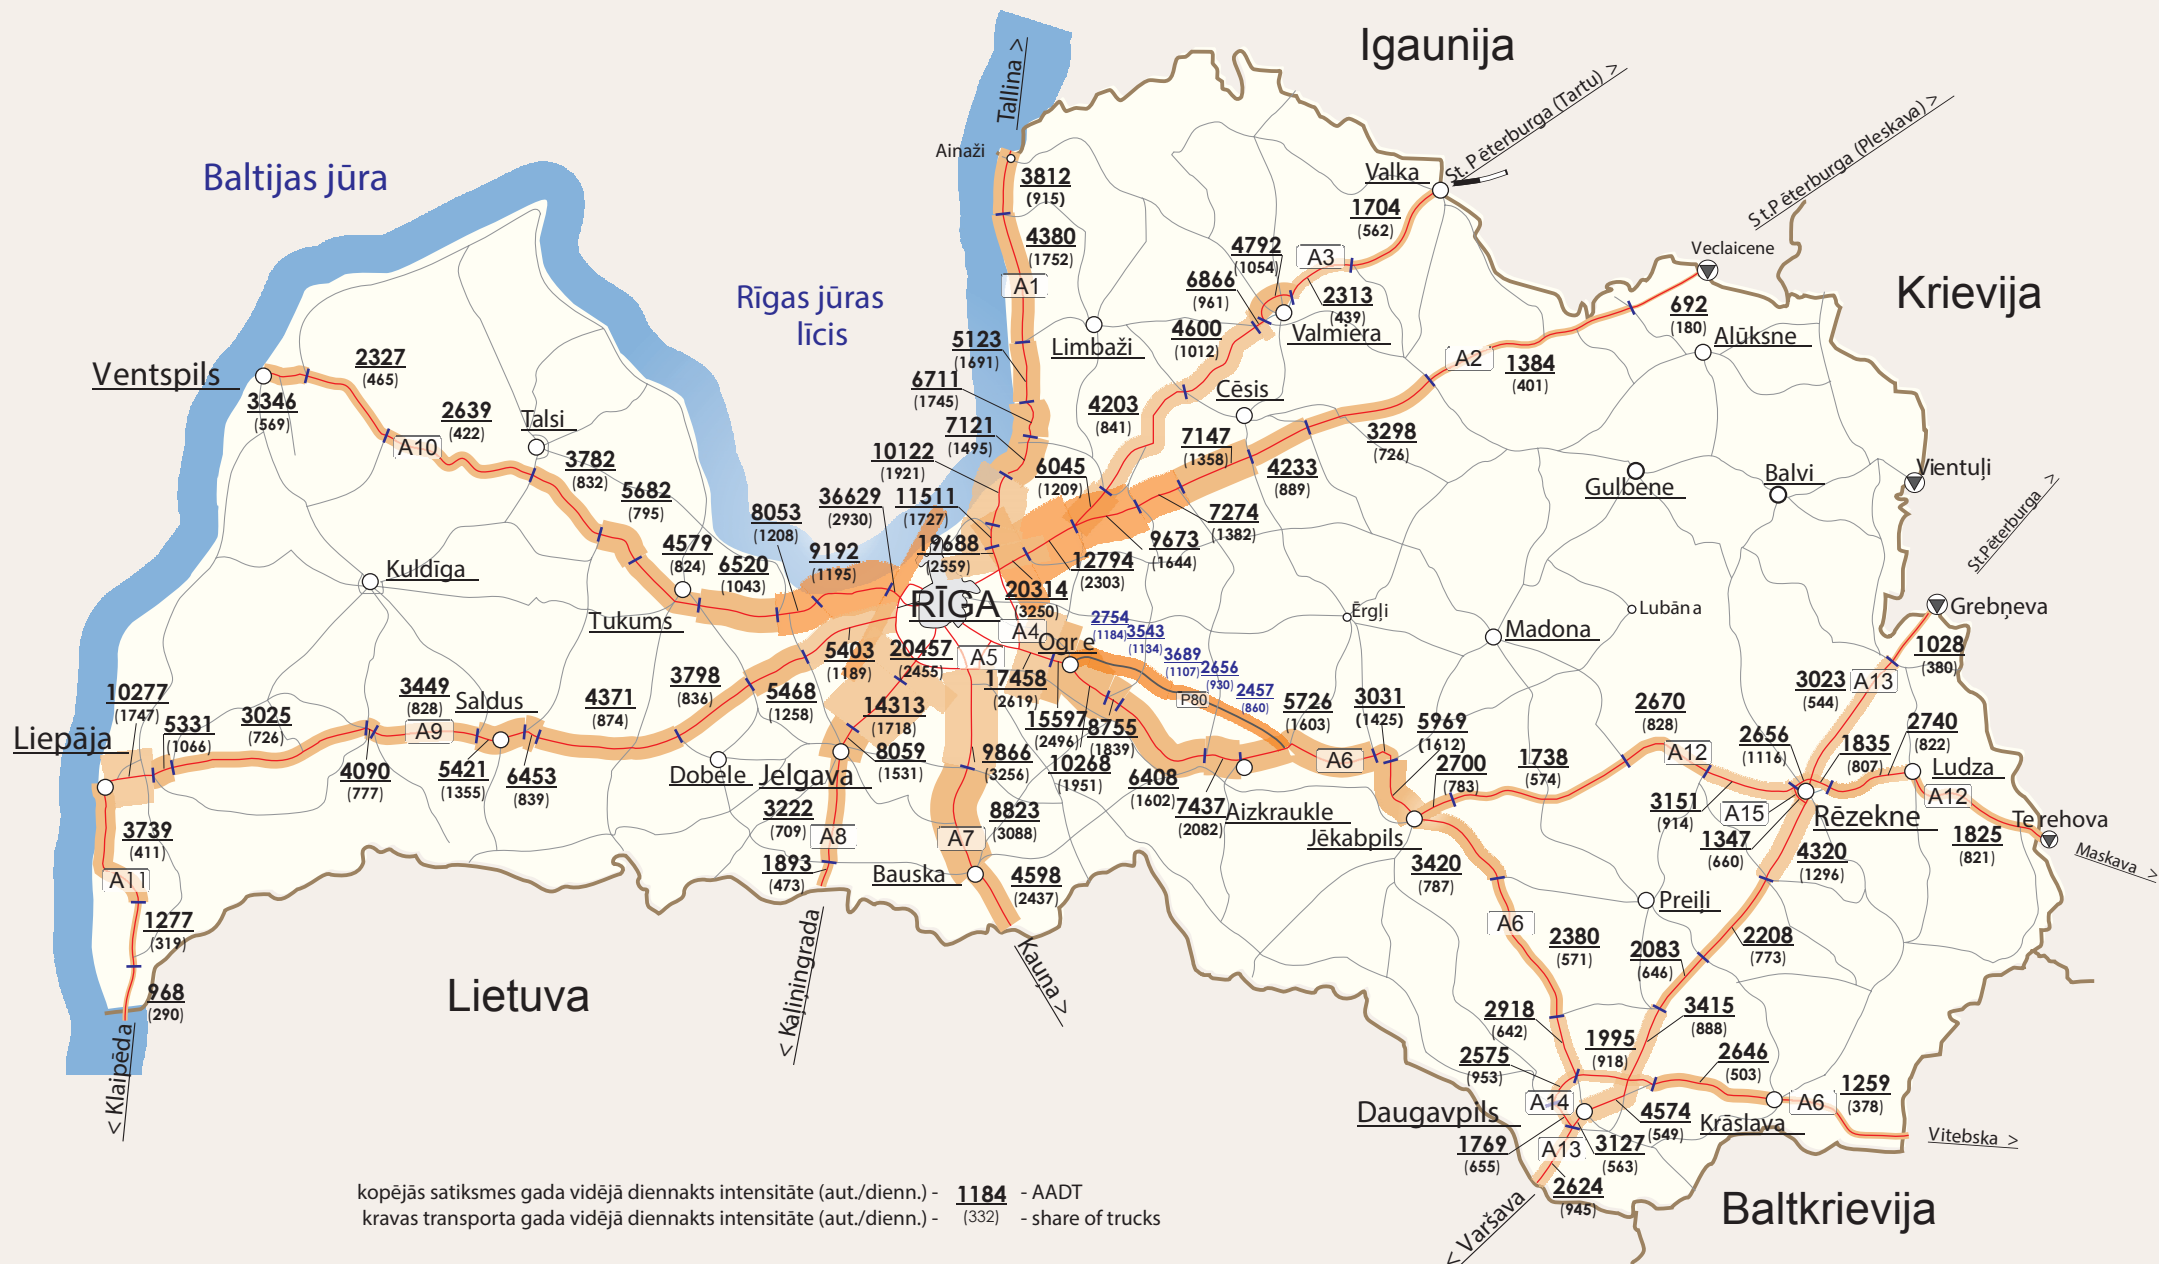 Igaunija
Tallina >
St. Pēterburga (Tartu) >
St.Pēterburga (Pleskava) >
Ainaži
Baltijas jūra
Valka
3812
(915)
1704
(562)
4380
(1752)
4792
(1054)
A3
Veclaicene
Krievija
Rīgas jūras
līcis
A1
6866
(961)
2313
(439)
692
(180)
4600
(1012)
Valmiera
Alūksne
5123
(1691)
Limbaži
A2
1384
(401)
Ventspils
2327
(465)
6711
(1745)
Cēsis
3346
(569)
2639
(422)
Talsi
7121
(1495)
4203
(841)
7147
(1358)
3298
(726)
A10
10122
(1921)
6045
(1209)
4233
(889)
3782
(832)
Gulbene
Balvi
Vientuļi
St.Pēterburga >
5682
(795)
8053
(1208)
36629
(2930)
11511
(1727)
7274
(1382)
4579
(824)
6520
(1043)
9192
(1195)
19688
(2559)
12794
(2303)
9673
(1644)
Kuldīga
RĪGA
20314
(3250)
Tukums
A4
Ogre
2754
(1184)
3543
(1134)
3689
(1107)
2656
(930)
2457
(860)
P80
Ērgļi
Lubāna
Madona
Grebņeva
1028
(380)
A13
3023
(544)
5403
(1189)
20457
(2455)
A5
17458
(2619)
3798
(836)
5468
(1258)
14313
(1718)
15597
(2496)
8755
(1839)
5726
(1603)
3031
(1425)
5969
(1612)
2670
(828)
A12
2656
(1116)
1835
(807)
2740
(822)
Ludza
10277
(1747)
5331
(1066)
3025
(726)
3449
(828)
Saldus
4371
(874)
A9
Liepāja
4090
(777)
5421
(1355)
6453
(839)
Dobele
Jelgava
8059
(1531)
9866
(3256)
10268
(1951)
6408
(1602)
7437
(2082)
Aizkraukle
A6
2700
(783)
1738
(574)
3151
(914)
A15
Rēzekne
A12
Terehova
1825
(821)
Maskava >
3739
(411)
3222
(709)
A8
8823
(3088)
A7
Jēkabpils
1347
(660)
4320
(1296)
A11
1893
(473)
Bauska
4598
(2437)
3420
(787)
Preiļi
1277
(319)
A6
2380
(571)
2083
(646)
2208
(773)
968
(290)
Lietuva
< Kaļiņingrada
Kauņa >
2918
(642)
3415
(888)
1995
(918)
< Klaipēda
2575
(953)
2646
(503)
1259
(378)
Daugavpils
A14
4574
(549)
Krāslava
A6
Vitebska >
1769
(655)
A13
3127
(563)
2624
(945)
< Varšava
Baltkrievija
kopējās satiksmes gada vidējā diennakts intensitāte (aut./dienn.) - 1184 - AADT
kravas transporta gada vidējā diennakts intensitāte (aut./dienn.) - (332) - share of trucks